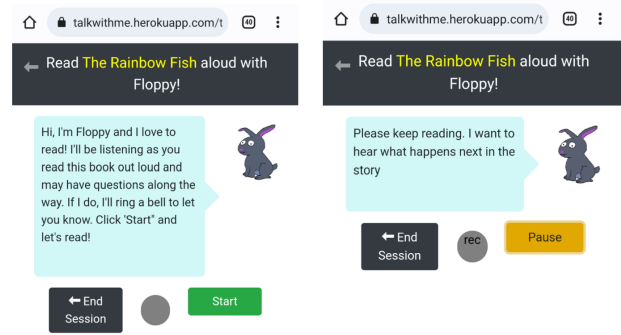 talkwithme.herokuapp.com/t 40
Read The Rainbow Fish aloud with
Floppy!
Hi, I'm Floppy and I love to
read! I'll be listening as you
read this book out loud and
may have questions along the
way. If I do, I'll ring a bell to let
you know. Click 'Start" and
let's read!
End
Session
Start
talkwithme.herokuapp.com/t 40
Read The Rainbow Fish aloud with
Floppy!
Please keep reading. I want to
hear what happens next in the
story
End
Session
rec
Pause